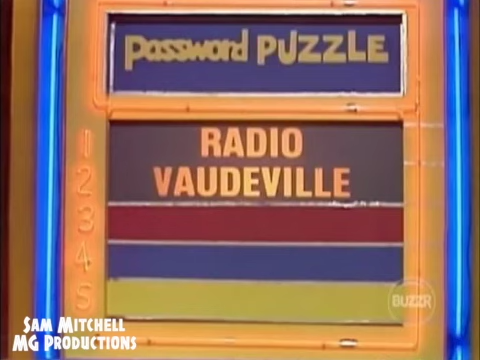 password PUZZLE
1
RADIO
2
VAUDEVILLE
3
4
5
BUZZR
SAM MITCHELL
MG PRODUCTIONS